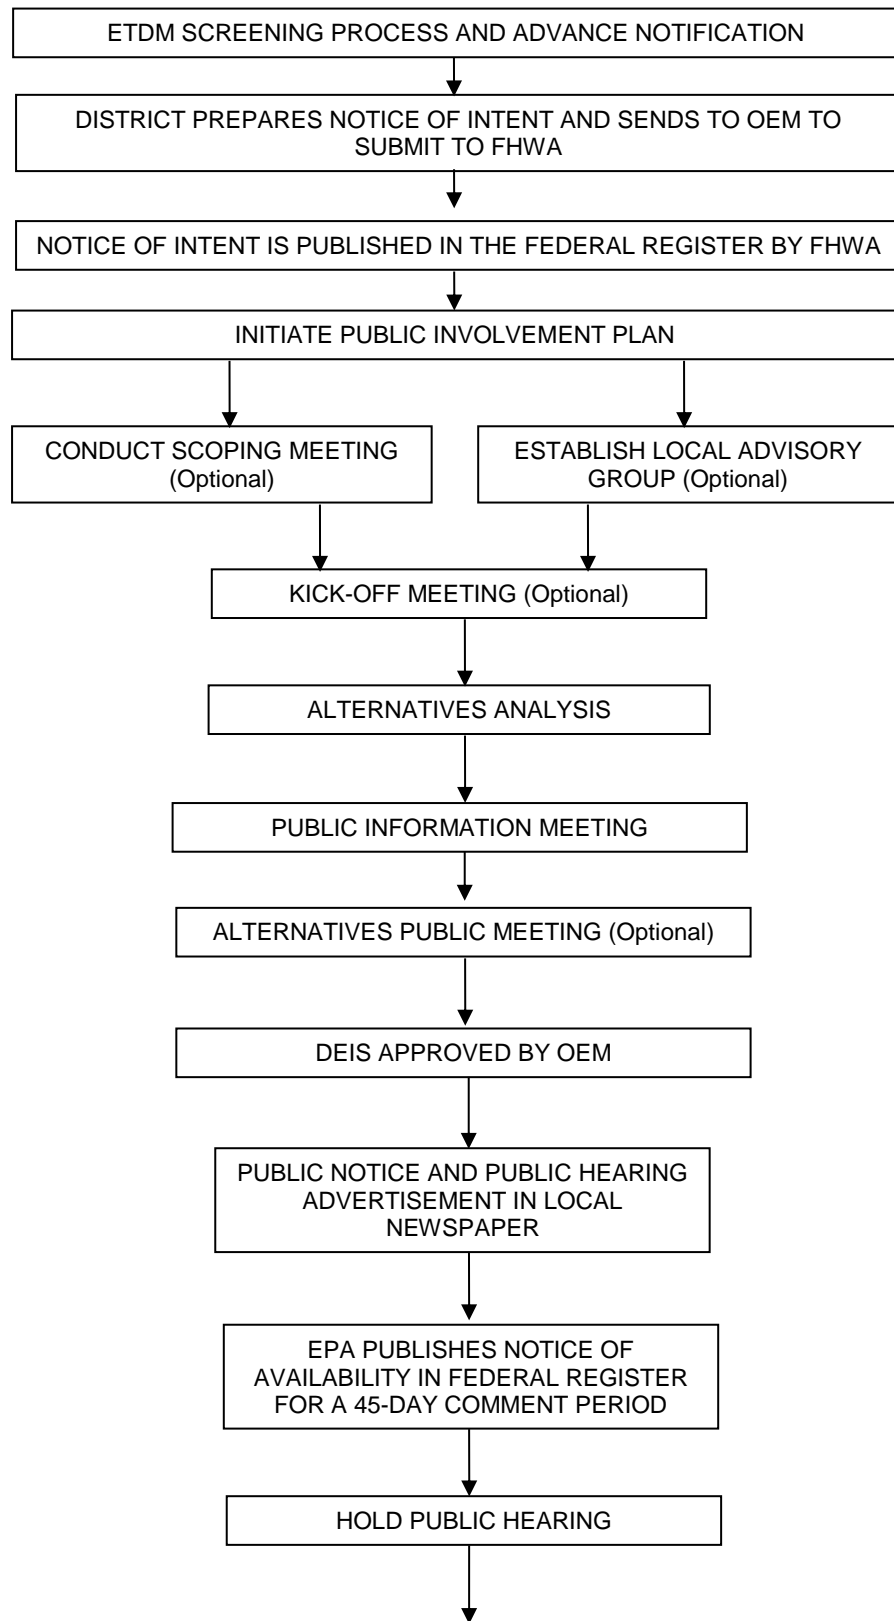 ETDM SCREENING PROCESS AND ADVANCE NOTIFICATION
DISTRICT PREPARES NOTICE OF INTENT AND SENDS TO OEM TO
SUBMIT TO FHWA
NOTICE OF INTENT IS PUBLISHED IN THE FEDERAL REGISTER BY FHWA
INITIATE PUBLIC INVOLVEMENT PLAN
CONDUCT SCOPING MEETING
(Optional)
ESTABLISH LOCAL ADVISORY
GROUP (Optional)
KICK-OFF MEETING (Optional)
ALTERNATIVES ANALYSIS
PUBLIC INFORMATION MEETING
ALTERNATIVES PUBLIC MEETING (Optional)
DEIS APPROVED BY OEM
PUBLIC NOTICE AND PUBLIC HEARING
ADVERTISEMENT IN LOCAL
NEWSPAPER
EPA PUBLISHES NOTICE OF
AVAILABILITY IN FEDERAL REGISTER
FOR A 45-DAY COMMENT PERIOD
HOLD PUBLIC HEARING